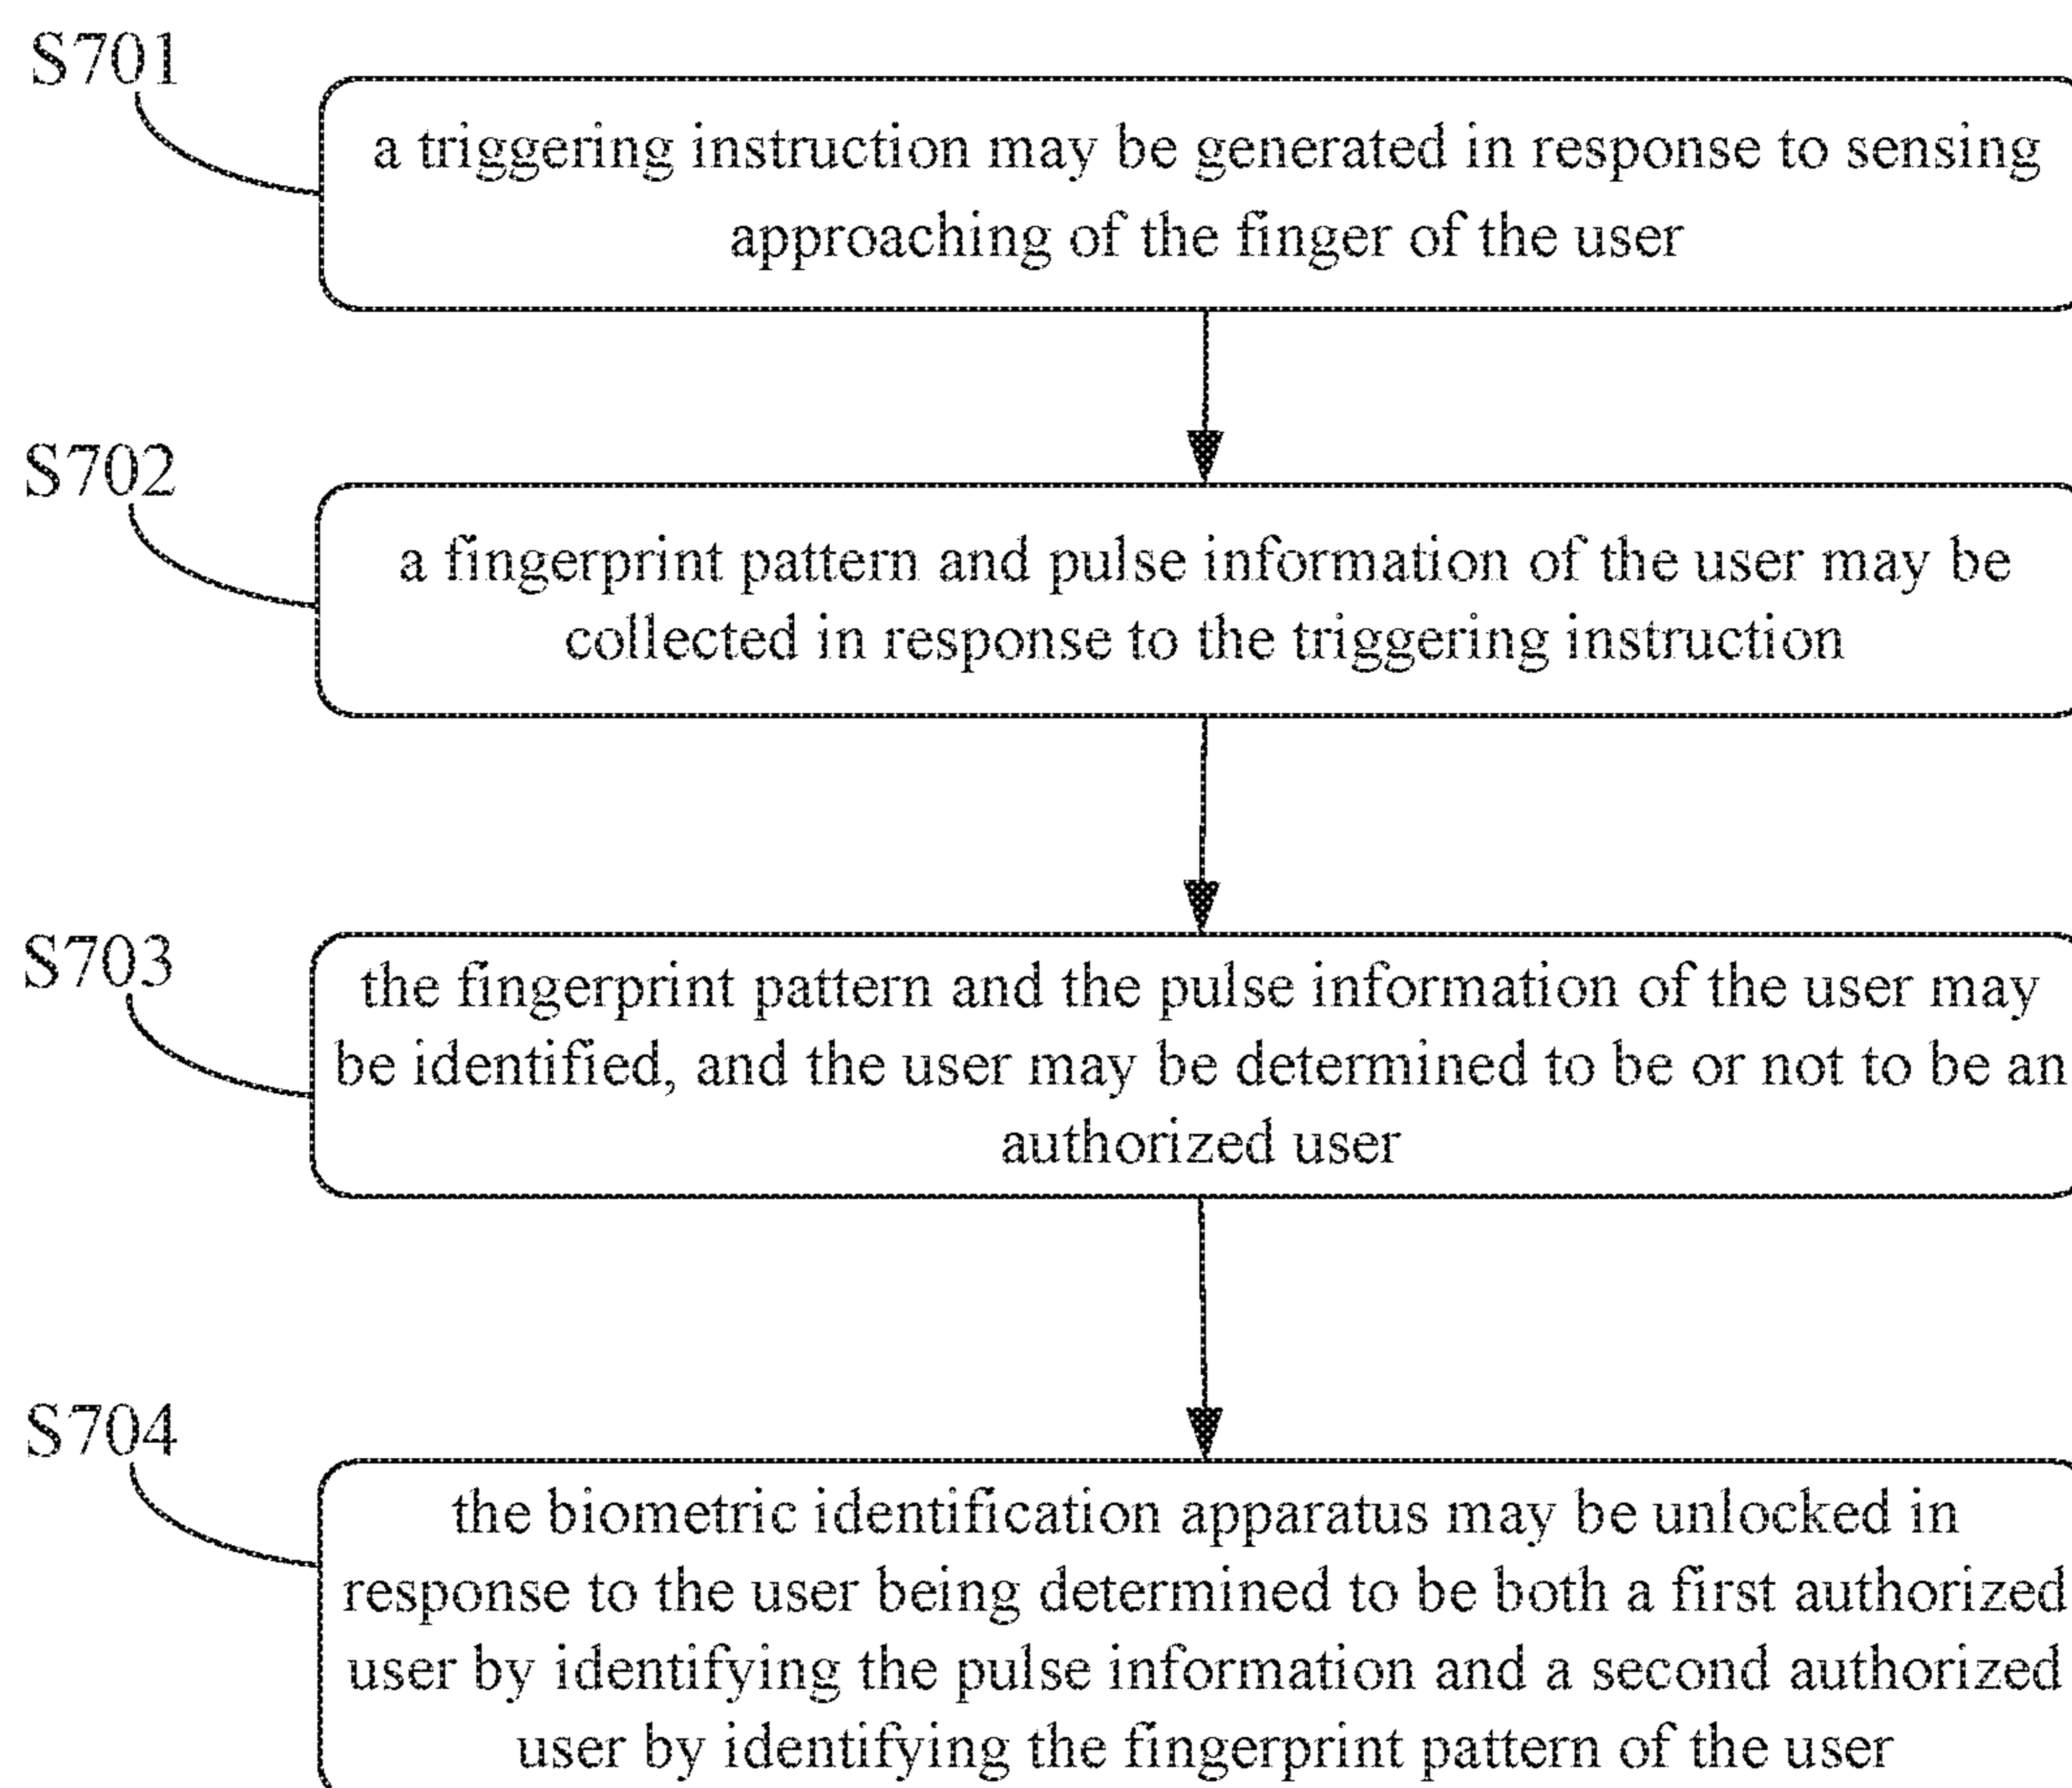 S701
a triggering instruction may be generated in response to sensing
approaching of the finger of the user
S702
a fingerprint pattern and pulse information of the user may be
collected in response to the triggering instruction
S703
the fingerprint pattern and the pulse information of the user may
be identified, and the user may be determined to be or not to be an
authorized user
S704
the biometric identification apparatus may be unlocked in
response to the user being determined to be both a first authorized
user by identifying the pulse information and a second authorized
user by identifying the fingerprint pattern of the user